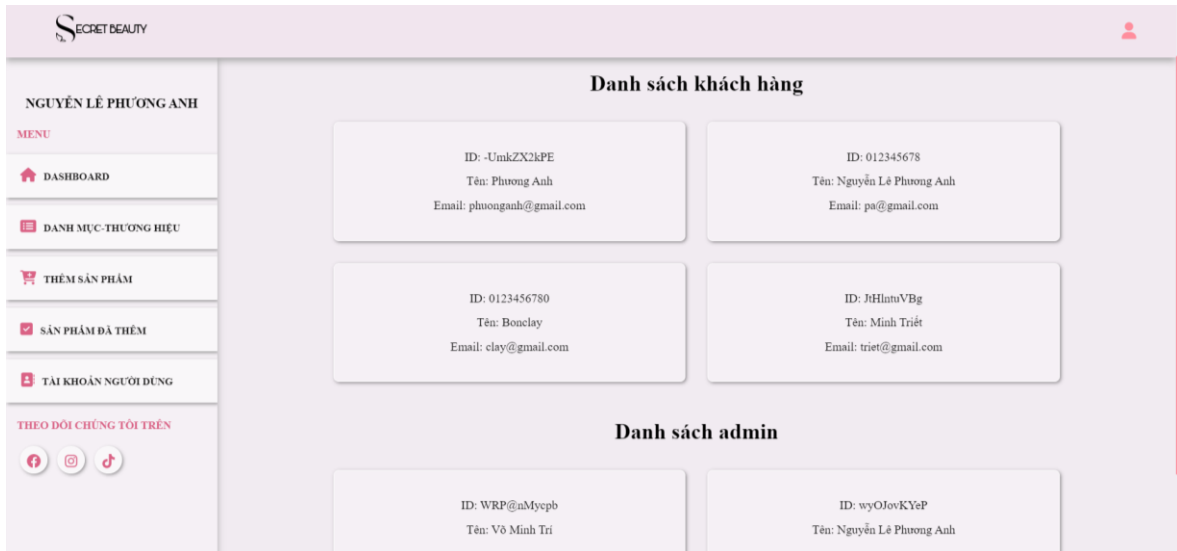 SECRET BEAUTY
NGUYỄN LÊ PHƯƠNG ANH
MENU
DASHBOARD
DANH MỤC-THƯƠNG HIỆU
THÊM SẢN PHẨM
SẢN PHẨM ĐÃ THÊM
TÀI KHOẢN NGƯỜI DÙNG
THEO DÕI CHÚNG TÔI TRÊN
Danh sách khách hàng
ID: -UmkZX2kPE
Tên: Phương Anh
Email: phuonganh@gmail.com
ID: 012345678
Tên: Nguyễn Lê Phương Anh
Email: pa@gmail.com
ID: 0123456780
Tên: Bonclay
Email: clay@gmail.com
ID: JtHlntuVBg
Tên: Minh Triết
Email: triet@gmail.com
Danh sách admin
ID: WRP@nMycpb
Tên: Võ Minh Trí
ID: wyOJovKYeP
Tên: Nguyễn Lê Phương Anh